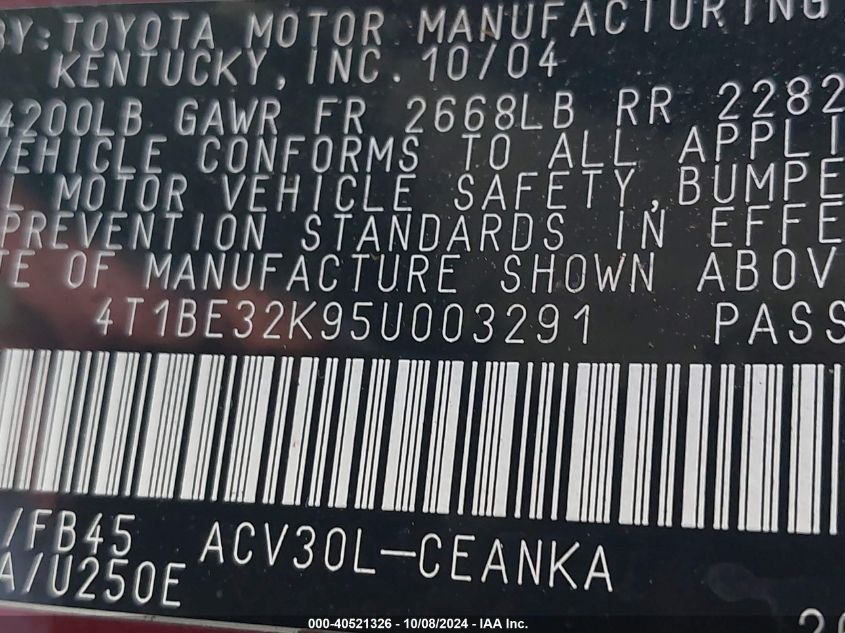 BY: TOYOTA MOTOR MANUFACTURING
KENTUCKY, INC. 10/04
4200LB GAWR FR 2668LB RR 2282
VEHICLE CONFORMS TO ALL APPLI
L MOTOR VEHICLE SAFETY, BUMPE
PREVENTION STANDARDS IN EFFE
TE OF MANUFACTURE SHOWN ABOV
4T1BE32K95U003291 PASS
/FB45 ACV30L-CEANKA
A/U250E
000-40521326 - 10/08/2024 - IAA Inc.